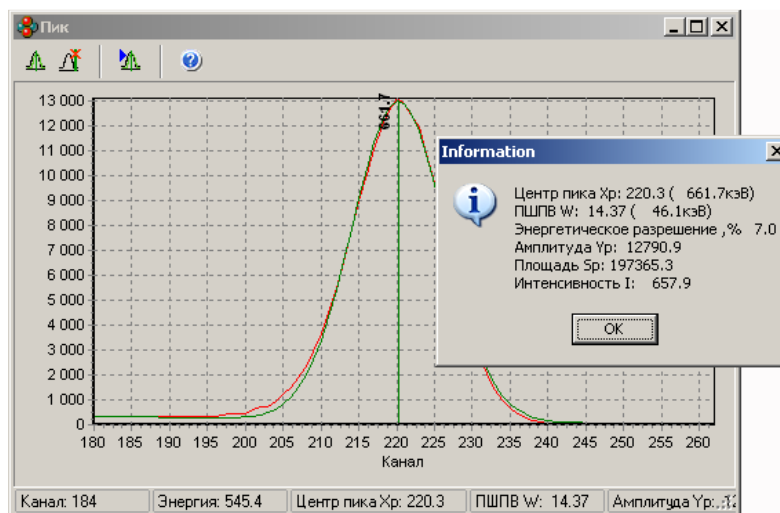 Пик
661.7
13 000
12 000
11 000
10 000
9 000
8 000
7 000
6 000
5 000
4 000
3 000
2 000
1 000
0
180 185 190 195 200 205 210 215 220 225 230 235 240 245 250 255 260
Канал
Information
Центр пика Xp: 220.3 ( 661.7кэВ)
ПШПВ W: 14.37 ( 46.1кэВ)
Энергетическое разрешение ,% 7.0
Амплитуда Yp: 12790.9
Площадь Sp: 197365.3
Интенсивность I: 657.9
OK
Канал: 184 Энергия: 545.4 Центр пика Xp: 220.3 ПШПВ W: 14.37 Амплитуда Yp: